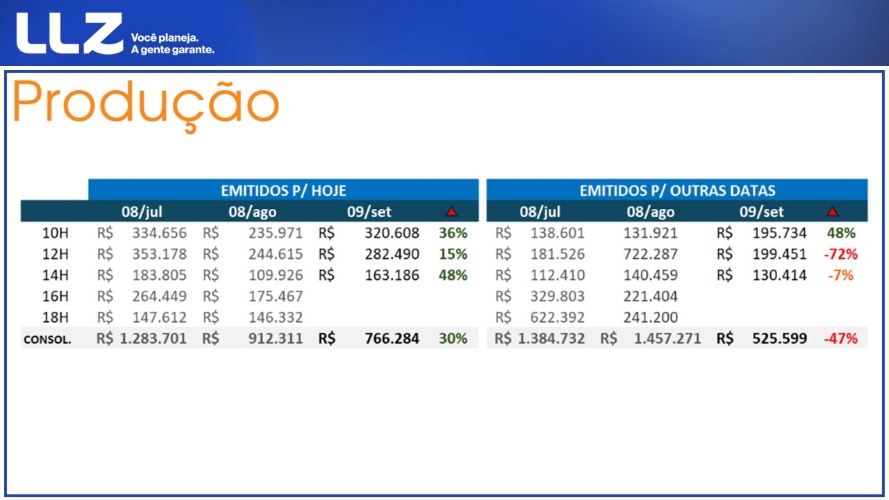 LLZ Você planeja.
A gente garante.
Produção
EMITIDOS P/ HOJE EMITIDOS P/ OUTRAS DATAS
08/jul 08/ago 09/set 08/jul 08/ago 09/set
10H R$ 334.656 R$ 235.971 R$ 320.608 36% R$ 138.601 131.921 R$ 195.734 48%
12H R$ 353.178 R$ 244.615 R$ 282.490 15% R$ 181.526 722.287 R$ 199.451 -72%
14H R$ 183.805 R$ 109.926 R$ 163.186 48% R$ 112.410 140.459 R$ 130.414 -7%
16H R$ 264.449 R$ 175.467 R$ 329.803 221.404
18H R$ 147.612 R$ 146.332 R$ 622.392 241.200
CONSOL. R$ 1.283.701 R$ 912.311 R$ 766.284 30% R$ 1.384.732 R$ 1.457.271 R$ 525.599 -47%